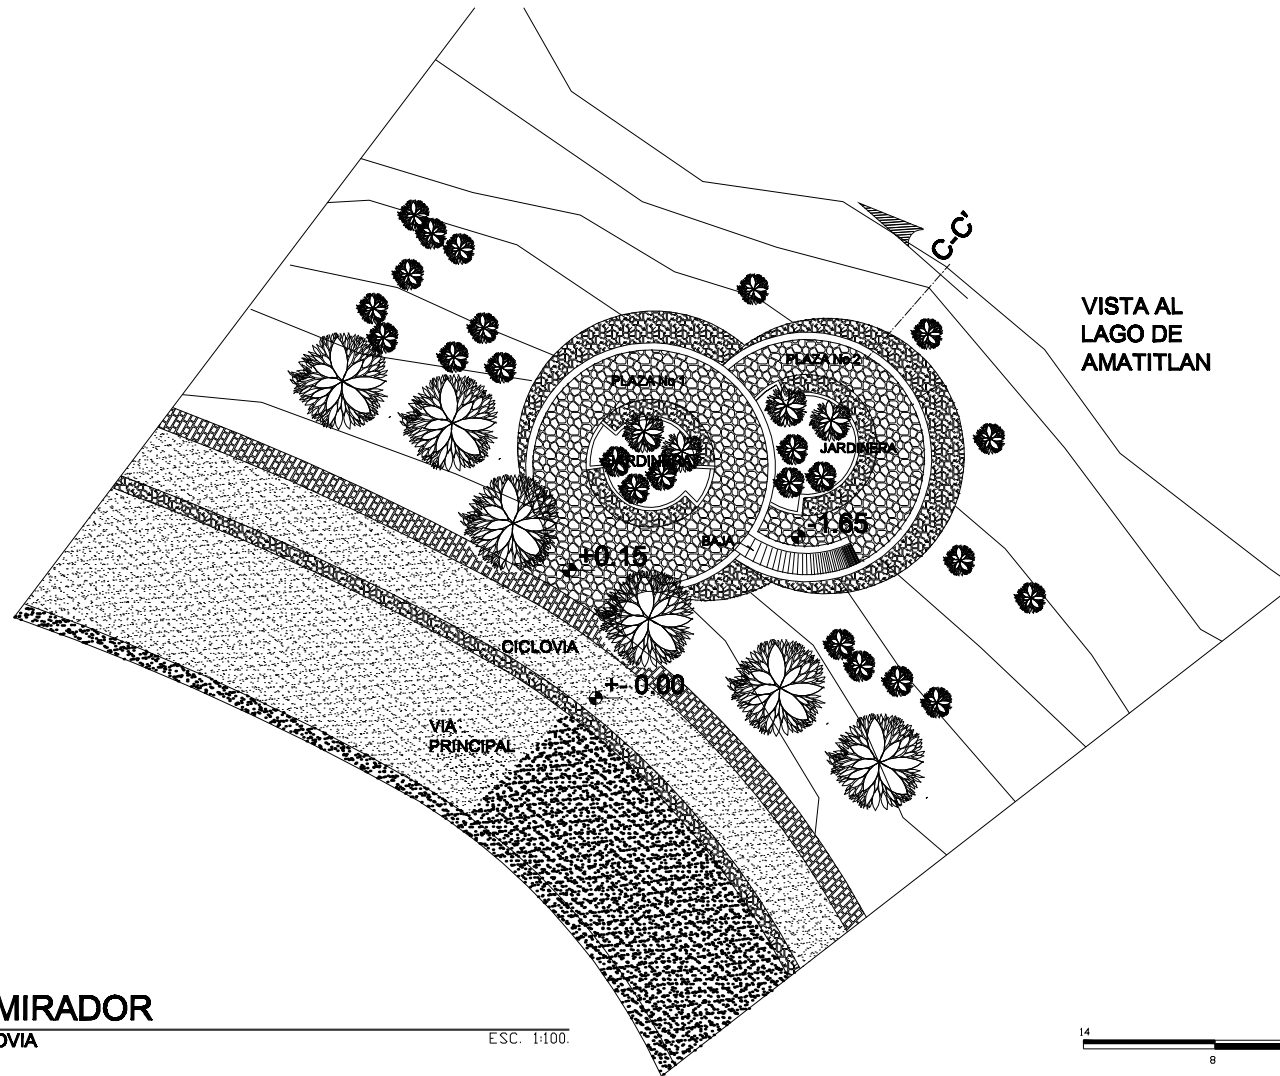 C-C'
VISTA AL
LAGO DE
AMATITLAN
PLAZA No 1
PLAZA No 2
JARDINERA
JARDINERA
-1.65
BAJA
+0.15
CICLOVIA
+- 0.00
VIA
PRINCIPAL
MIRADOR
OVIA
ESC. 1:100.
14
8